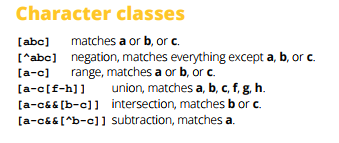 Character classes
[abc] matches a or b, or c.
[^abc] negation, matches everything except a, b, or c.
[a-c] range, matches a or b, or c.
[a-c[f-h]] union, matches a, b, c, f, g, h.
[a-c&&[b-c]] intersection, matches b or c.
[a-c&&[^b-c]] subtraction, matches a.